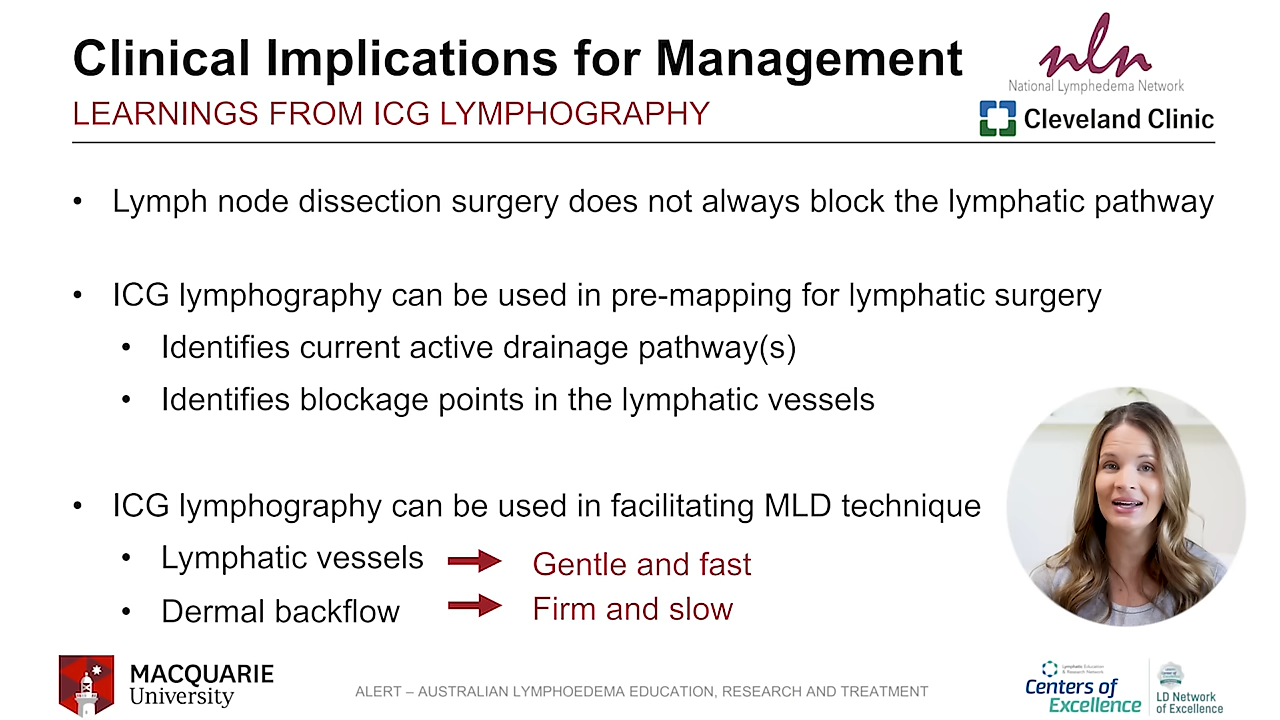 Clinical Implications for Management
LEARNINGS FROM ICG LYMPHOGRAPHY
nln
National Lymphedema Network
Cleveland Clinic
• Lymph node dissection surgery does not always block the lymphatic pathway
• ICG lymphography can be used in pre-mapping for lymphatic surgery
• Identifies current active drainage pathway(s)
• Identifies blockage points in the lymphatic vessels
• ICG lymphography can be used in facilitating MLD technique
• Lymphatic vessels → Gentle and fast
• Dermal backflow → Firm and slow
MACQUARIE
University
ALERT – AUSTRALIAN LYMPHOEDEMA EDUCATION, RESEARCH AND TREATMENT
Lymphatic Education
& Research Network
Centers of
Excellence
LD Network
of Excellence